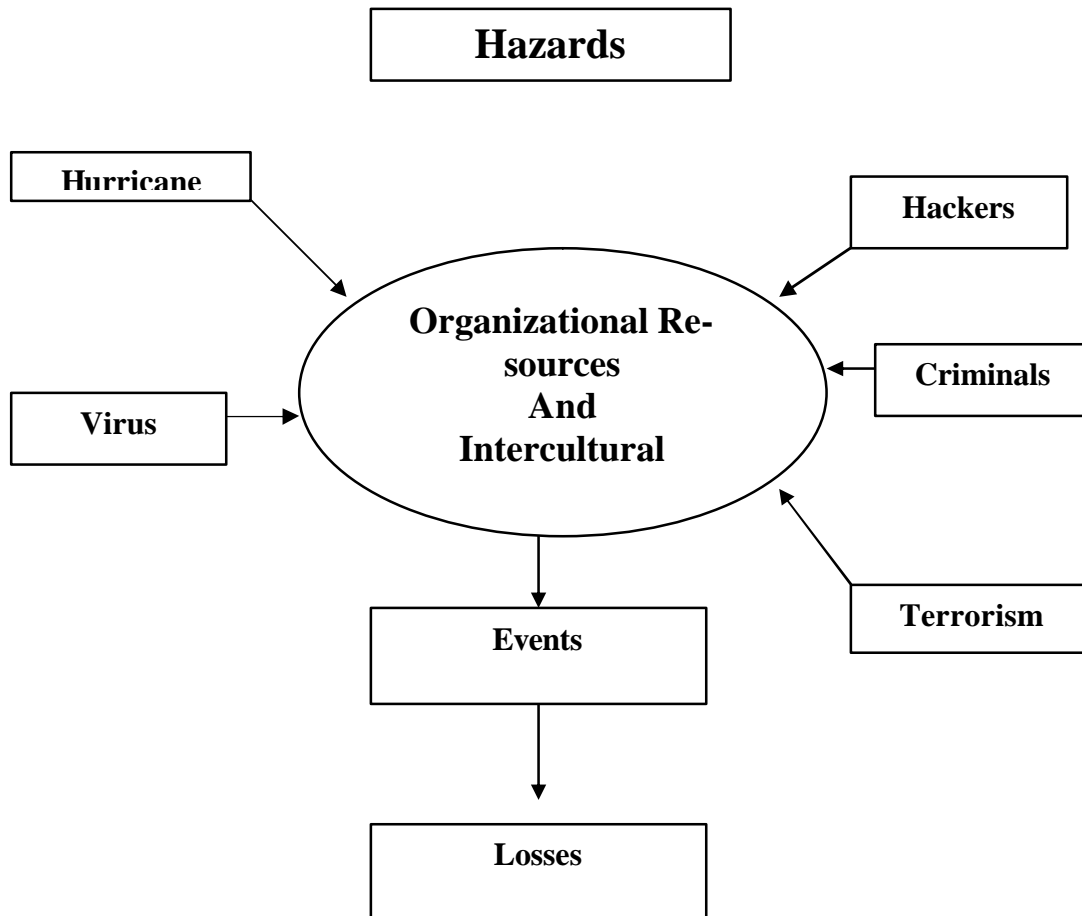 Hazards
Hurricane
Hackers
Organizational Re-
sources
And
Intercultural
Criminals
Virus
Terrorism
Events
Losses